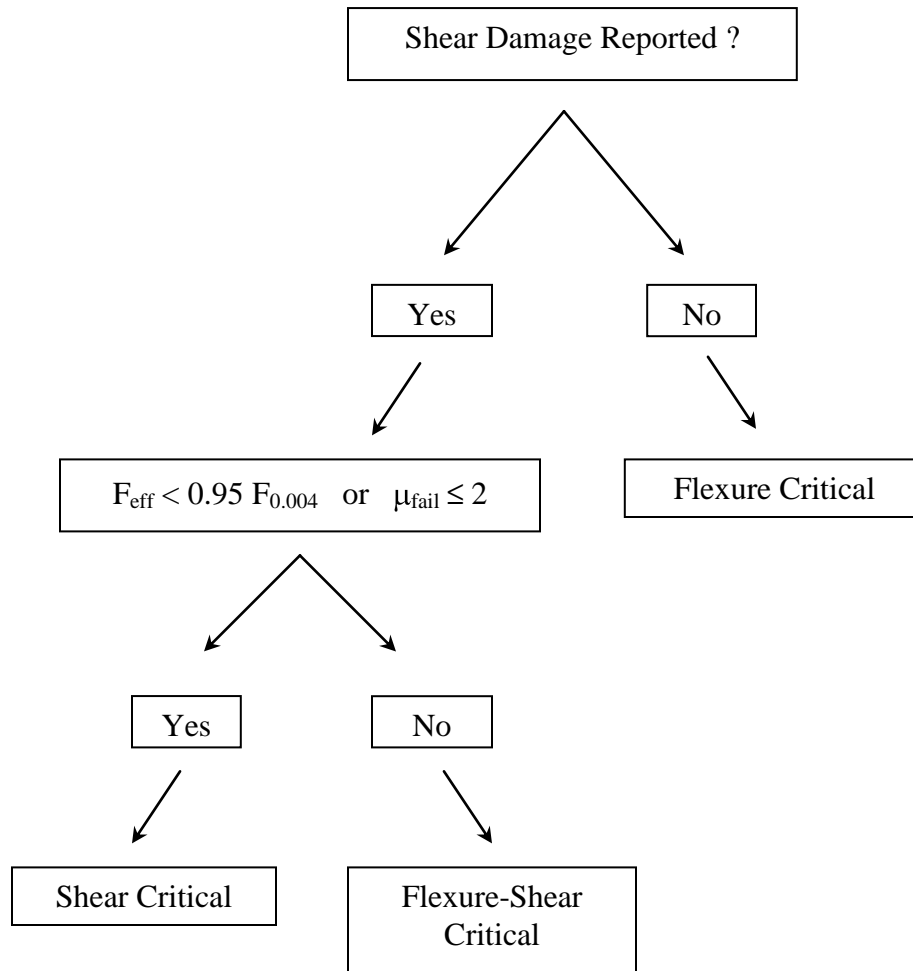 Shear Damage Reported ?
Yes
No
F_eff < 0.95 F_0.004 or μ_fail ≤ 2
Flexure Critical
Yes
No
Shear Critical
Flexure-Shear
Critical